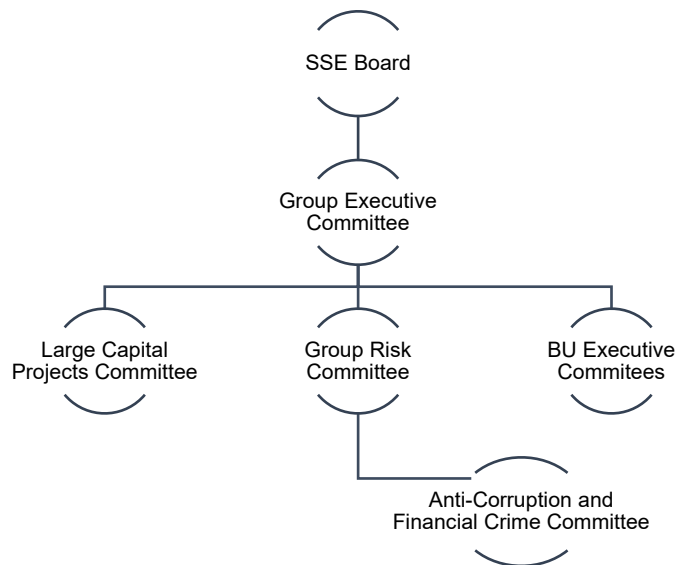 SSE Board
Group Executive
Committee
Large Capital
Projects Committee
Group Risk
Committee
BU Executive
Commitees
Anti-Corruption and
Financial Crime Committee